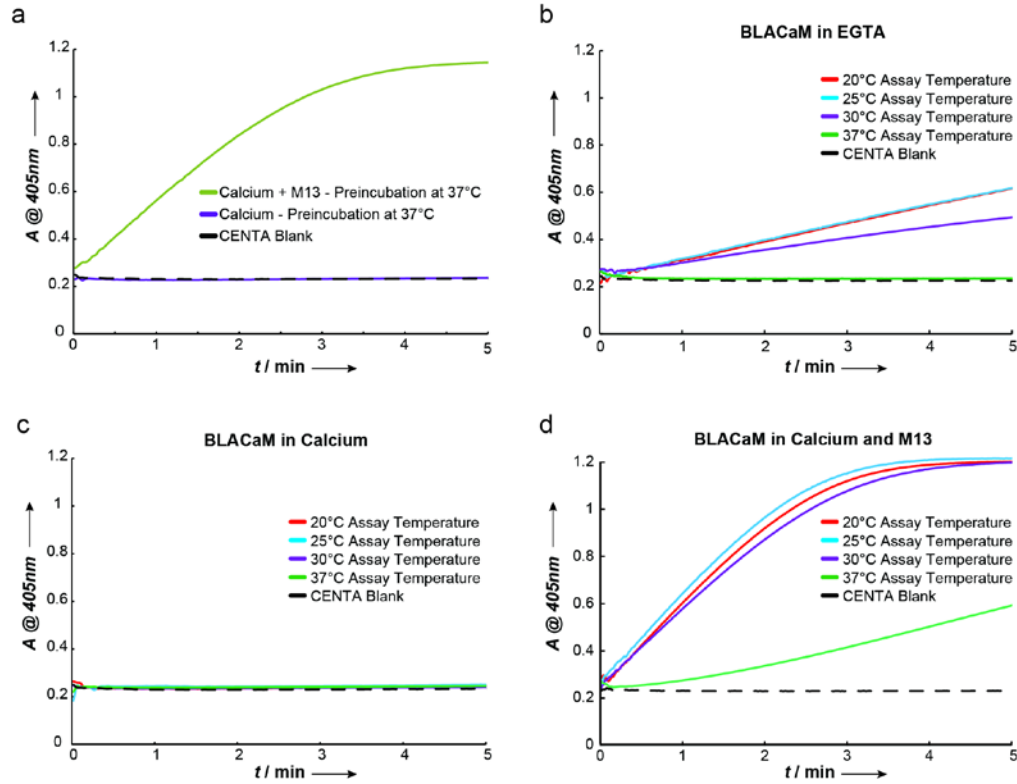 a
1.2
1
0.8
0.6
0.4
0.2
0
A @ 405nm
Calcium + M13 - Preincubation at 37°C
Calcium - Preincubation at 37°C
CENTA Blank
0 1 2 3 4 5
t / min
b
BLACaM in EGTA
1.2
1
0.8
0.6
0.4
0.2
0
A @ 405nm
20°C Assay Temperature
25°C Assay Temperature
30°C Assay Temperature
37°C Assay Temperature
CENTA Blank
0 1 2 3 4 5
t / min
c
BLACaM in Calcium
1.2
1
0.8
0.6
0.4
0.2
0
A @ 405nm
20°C Assay Temperature
25°C Assay Temperature
30°C Assay Temperature
37°C Assay Temperature
CENTA Blank
0 1 2 3 4 5
t / min
d
BLACaM in Calcium and M13
1.2
1
0.8
0.6
0.4
0.2
0
A @ 405nm
20°C Assay Temperature
25°C Assay Temperature
30°C Assay Temperature
37°C Assay Temperature
CENTA Blank
0 1 2 3 4 5
t / min